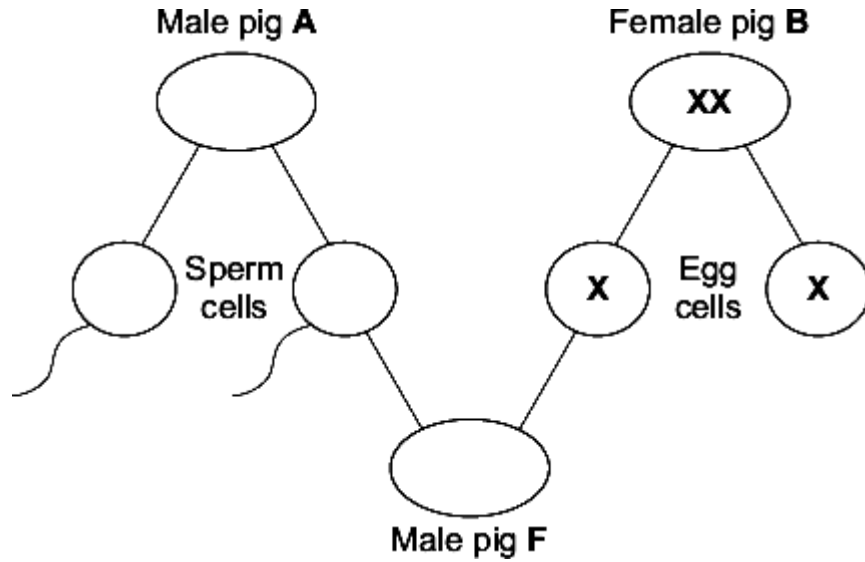 Male pig A
Female pig B
XX
Sperm
cells
X
Egg
cells
X
Male pig F